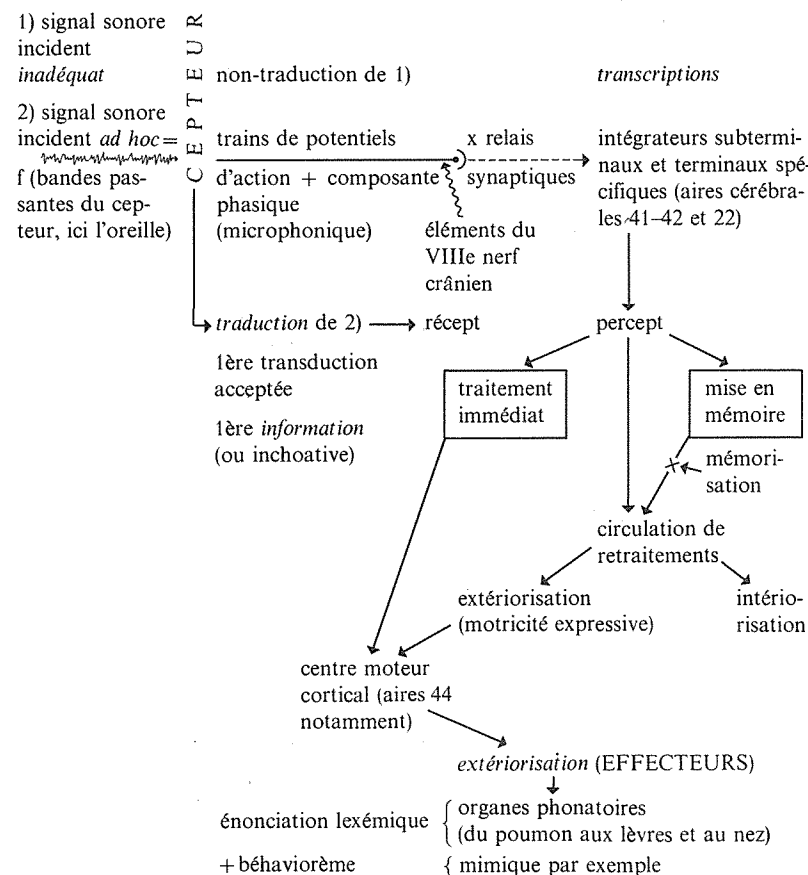 1) signal sonore
incident
inadéquat
2) signal sonore
incident ad hoc =
f (bandes pas-
santes du cep-
teur, ici l'oreille)
CEPTEUR
non-traduction de 1)
trains de potentiels
d'action + composante
phasique
(microphonique)
x relais
synaptiques
éléments du
VIIIe nerf
crânien
transcriptions
intégrateurs subtermi-
naux et terminaux spé-
cifiques (aires cérébra-
les 41–42 et 22)
traduction de 2)
récept
percept
1ère transduction
acceptée
1ère information
(ou inchoative)
traitement
immédiat
mise en
mémoire
mémori-
sation
circulation de
retraitements
extériorisation
(motricité expressive)
intério-
risation
centre moteur
cortical (aires 44
notamment)
extériorisation (EFFECTEURS)
énonciation lexémique { organes phonatoires
(du poumon aux lèvres et au nez)
+ béhaviorème { mimique par exemple